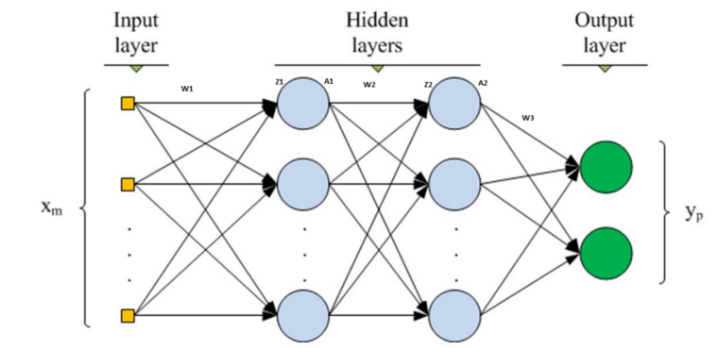 Input
layer
Hidden
layers
Output
layer
W1
Z1
A1
W2
Z2
A2
W3
xm
yp